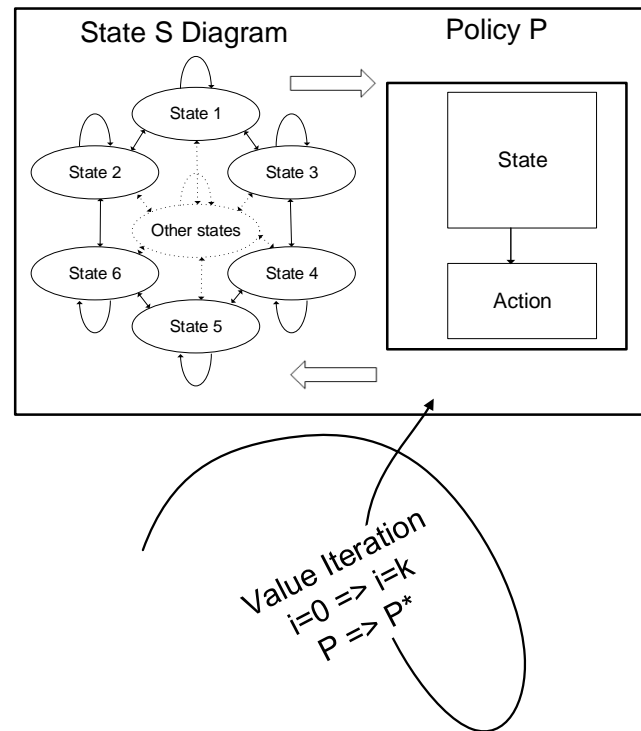 State S Diagram
Policy P
State 1
State 2
State 3
Other states
State 6
State 4
State 5
State
Action
Value Iteration
i=0 => i=k
P => P*